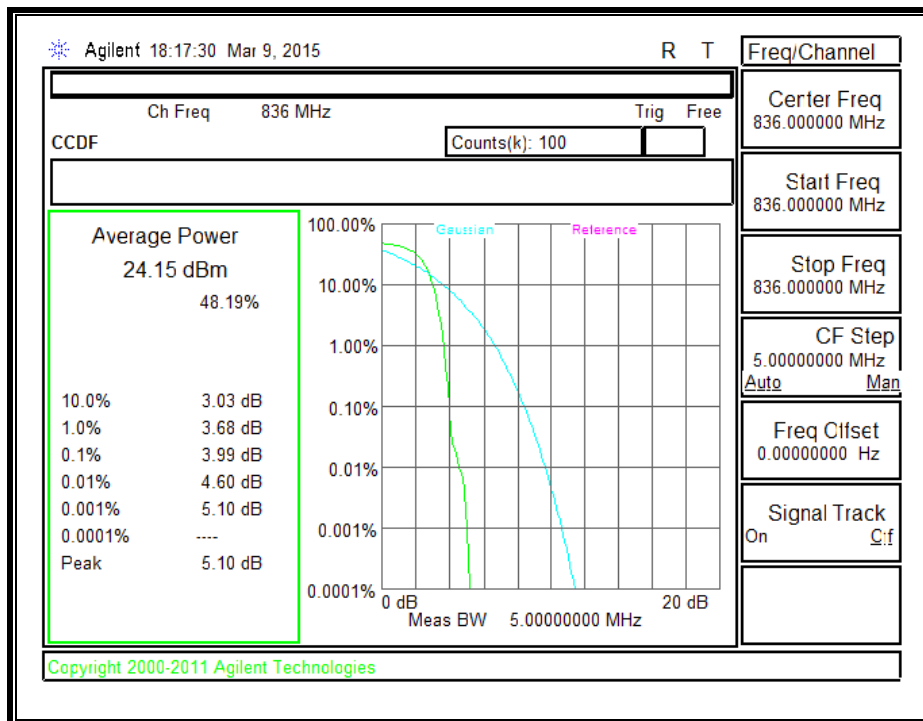 Agilent 18:17:30 Mar 9, 2015 R T
Ch Freq 836 MHz Trig Free
CCDF
Counts(k): 100
Average Power
24.15 dBm
48.19%
10.0% 3.03 dB
1.0% 3.68 dB
0.1% 3.99 dB
0.01% 4.60 dB
0.001% 5.10 dB
0.0001% ----
Peak 5.10 dB
Gaussian Reference
100.00%
10.00%
1.00%
0.10%
0.01%
0.001%
0.0001%
0 dB 20 dB
Meas BW 5.00000000 MHz
Freq/Channel
Center Freq
836.000000 MHz
Start Freq
836.000000 MHz
Stop Freq
836.000000 MHz
CF Step
5.00000000 MHz
Auto Man
Freq Offset
0.00000000 Hz
Signal Track
On Off
Copyright 2000-2011 Agilent Technologies